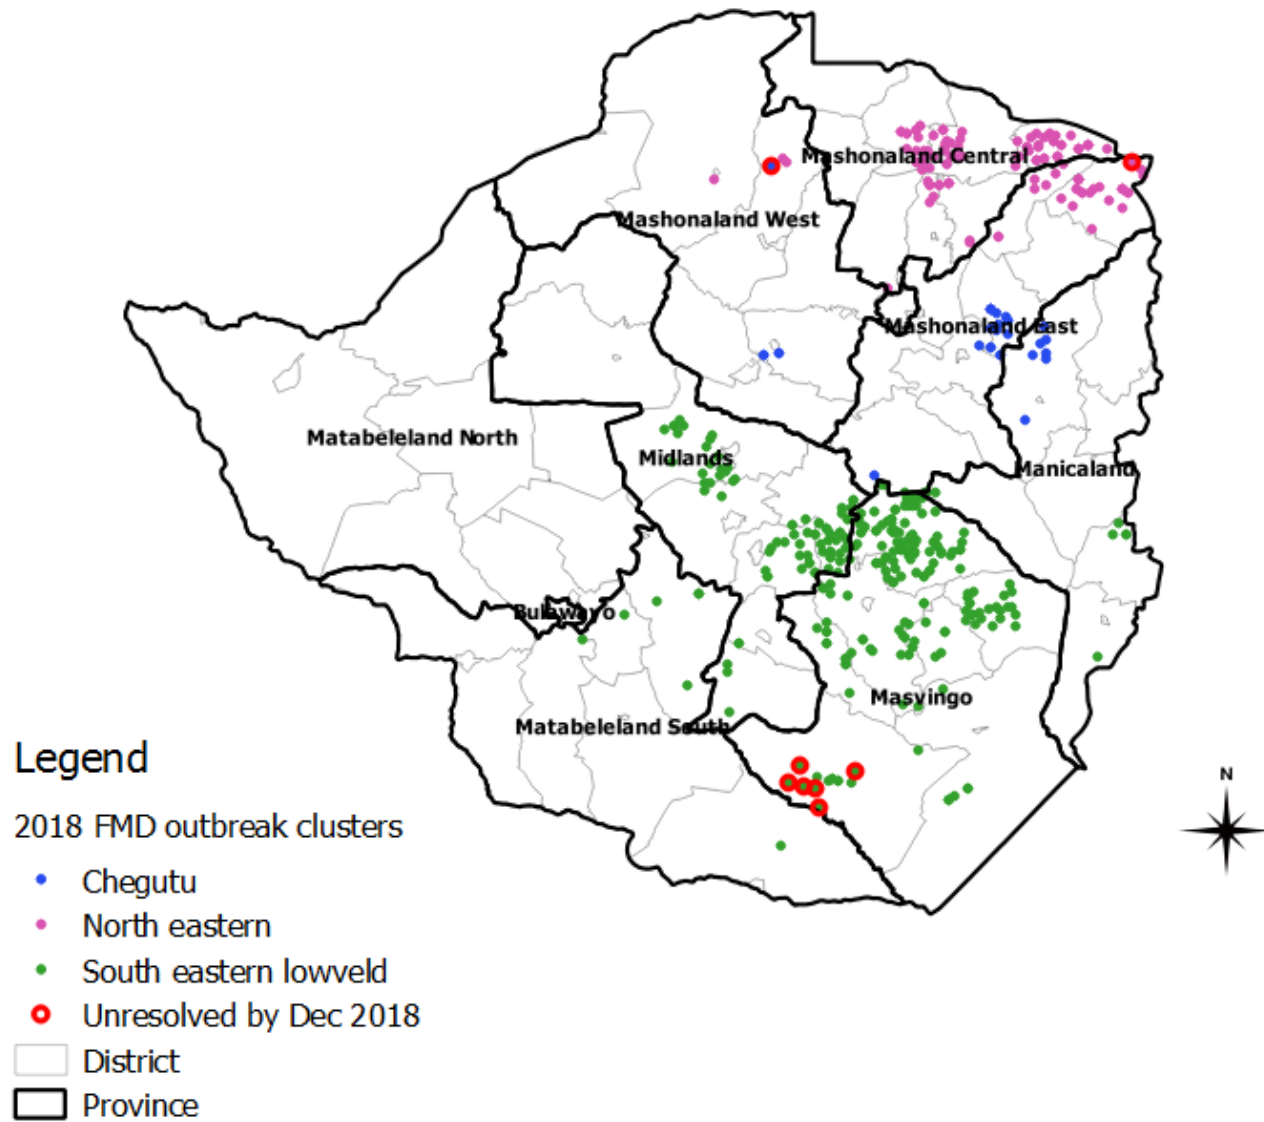 Mashonaland Central
Mashonaland West
Mashonaland East
Matabeleland North
Midlands
Manicaland
Bulawayo
Masvingo
Matabeleland South
Legend
2018 FMD outbreak clusters
Chegutu
North eastern
South eastern lowveld
Unresolved by Dec 2018
District
Province
N